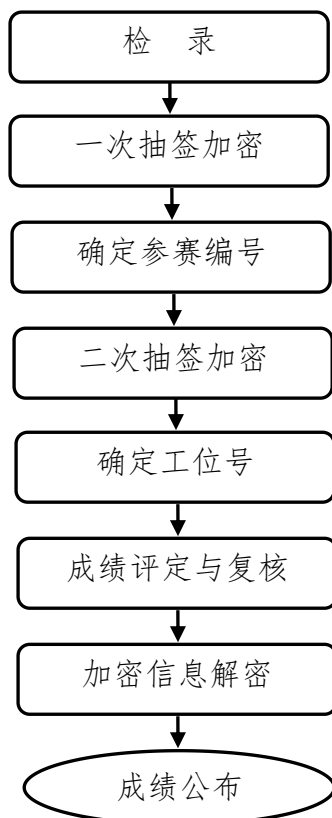 检 录
一次抽签加密
确定参赛编号
二次抽签加密
确定工位号
成绩评定与复核
加密信息解密
成绩公布